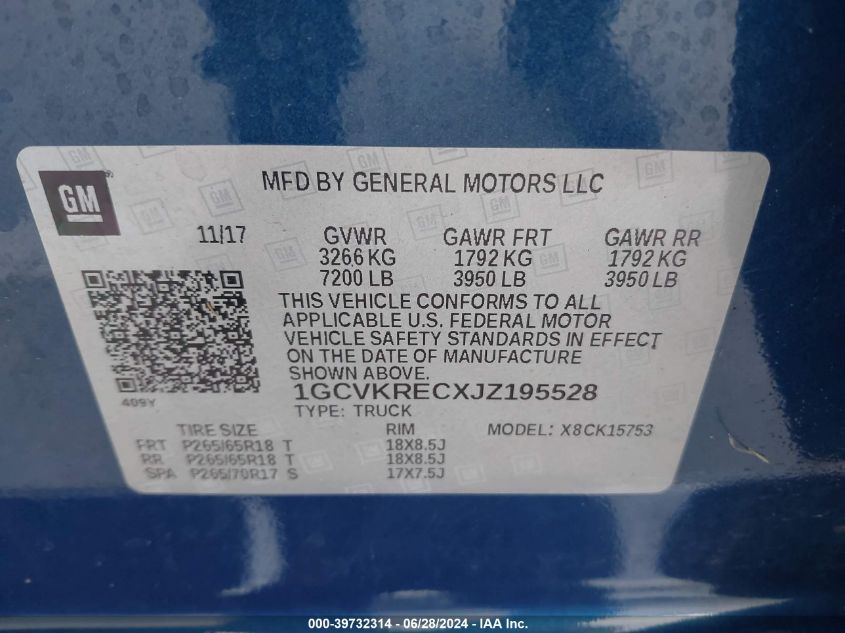 GM
MFD BY GENERAL MOTORS LLC
11/17 GVWR GAWR FRT GAWR RR
3266 KG 1792 KG 1792 KG
7200 LB 3950 LB 3950 LB
THIS VEHICLE CONFORMS TO ALL
APPLICABLE U.S. FEDERAL MOTOR
VEHICLE SAFETY STANDARDS IN EFFECT
ON THE DATE OF MANUFACTURE
SHOWN ABOVE.
409Y
1GCVKRECXJZ195528
TYPE: TRUCK
TIRE SIZE RIM MODEL: X8CK15753
FRT P265/65R18 T 18X8.5J
RR P265/65R18 T 18X8.5J
SPA P265/70R17 S 17X7.5J
000-39732314 - 06/28/2024 - IAA Inc.